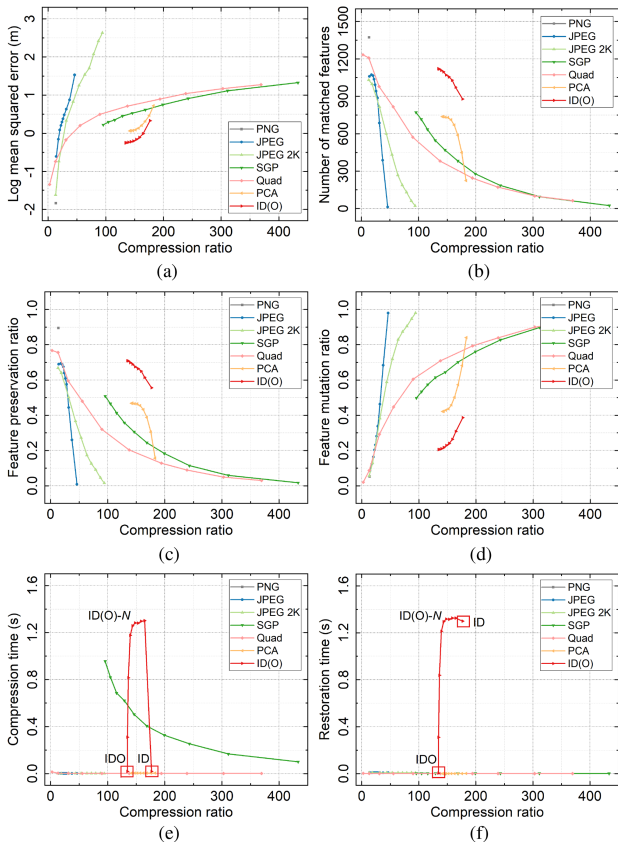 Log mean squared error (m)
3
2
1
0
-1
-2
0 100 200 300 400
Compression ratio
PNG
JPEG
JPEG 2K
SGP
Quad
PCA
ID(O)
(a)
Number of matched features
1500
1200
900
600
300
0
0 100 200 300 400
Compression ratio
PNG
JPEG
JPEG 2K
SGP
Quad
PCA
ID(O)
(b)
Feature preservation ratio
1.0
0.8
0.6
0.4
0.2
0.0
0 100 200 300 400
Compression ratio
PNG
JPEG
JPEG 2K
SGP
Quad
PCA
ID(O)
(c)
Feature mutation ratio
1.0
0.8
0.6
0.4
0.2
0.0
0 100 200 300 400
Compression ratio
PNG
JPEG
JPEG 2K
SGP
Quad
PCA
ID(O)
(d)
Compression time (s)
1.6
1.2
0.8
0.4
0.0
0 100 200 300 400
Compression ratio
ID(O)-N
IDO ID
PNG
JPEG
JPEG 2K
SGP
Quad
PCA
ID(O)
(e)
Restoration time (s)
1.6
1.2
0.8
0.4
0.0
0 100 200 300 400
Compression ratio
ID(O)-N
ID
IDO
PNG
JPEG
JPEG 2K
SGP
Quad
PCA
ID(O)
(f)